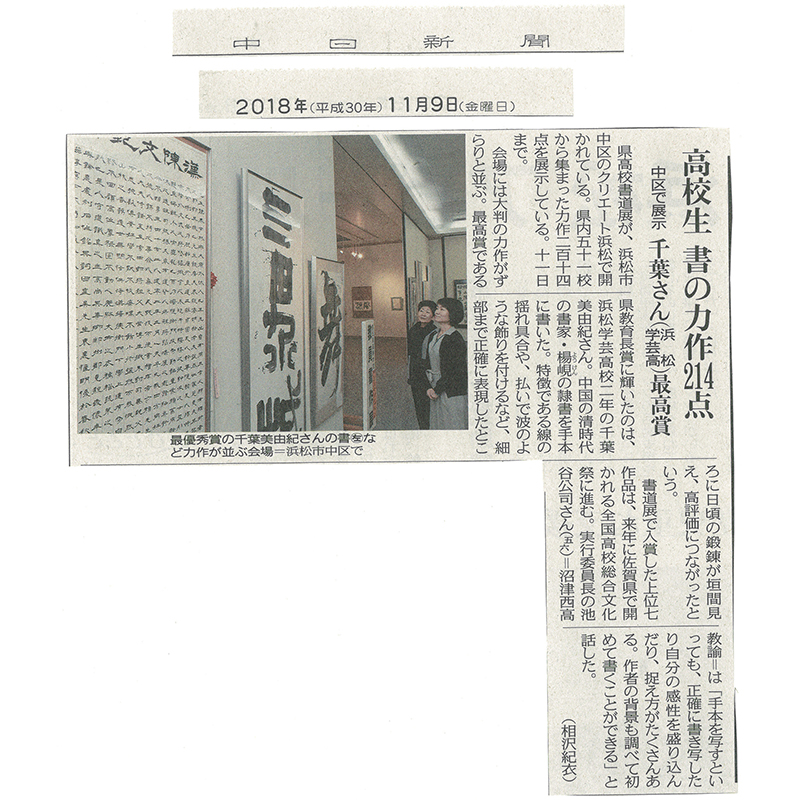 中日新聞
2018年(平成30年)11月9日(金曜日)
高校生 書の力作214点
中区で展示 千葉さん(浜松学芸高)最高賞
県高校書道展が、浜松市
中区のクリエート浜松で開
かれている。県内五十一校
から集まった力作二百十四
点を展示している。十一日
まで。
会場には大判の力作がず
らりと並ぶ。最高賞である
県教育長賞に輝いたのは、
浜松学芸高校二年の千葉
美由紀さん。中国の清時代
の書家・楊峴の隷書を手本
に書いた。特徴である線の
揺れ具合や、払いで波のよ
うな飾りを付けるなど、細
部まで正確に表現したとこ
ろに日頃の鍛錬が垣間見
え、高評価につながったと
いう。
書道展で入賞した上位七
作品は、来年に佐賀県で開
かれる全国高校総合文化
祭に進む。実行委員長の池
谷公司さん(五六)=沼津西高
教諭=は「手本を写すとい
っても、正確に書き写した
り自分の感性を盛り込ん
だり、捉え方がたくさんあ
る。作者の背景も調べて初
めて書くことができる」と
話した。
(相沢紀衣)
最優秀賞の千葉美由紀さんの書㊧な
ど力作が並ぶ会場=浜松市中区で